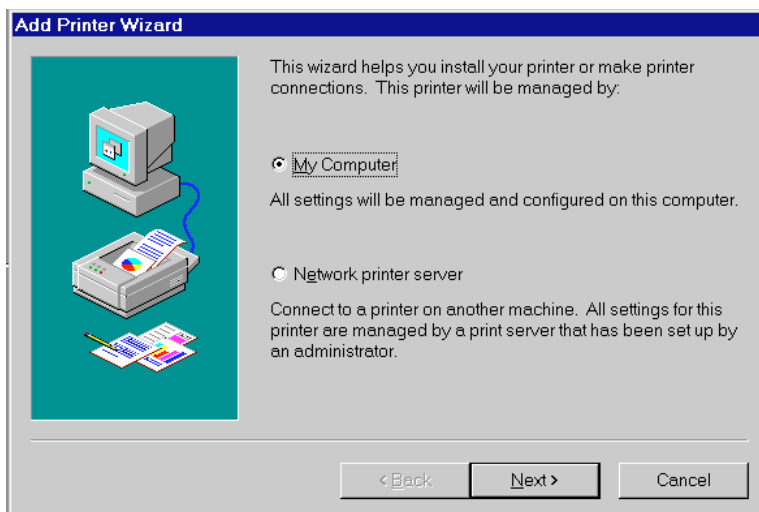 Add Printer Wizard
This wizard helps you install your printer or make printer
connections. This printer will be managed by:
My Computer
All settings will be managed and configured on this computer.
Network printer server
Connect to a printer on another machine. All settings for this
printer are managed by a print server that has been set up by
an administrator.
< Back
Next >
Cancel